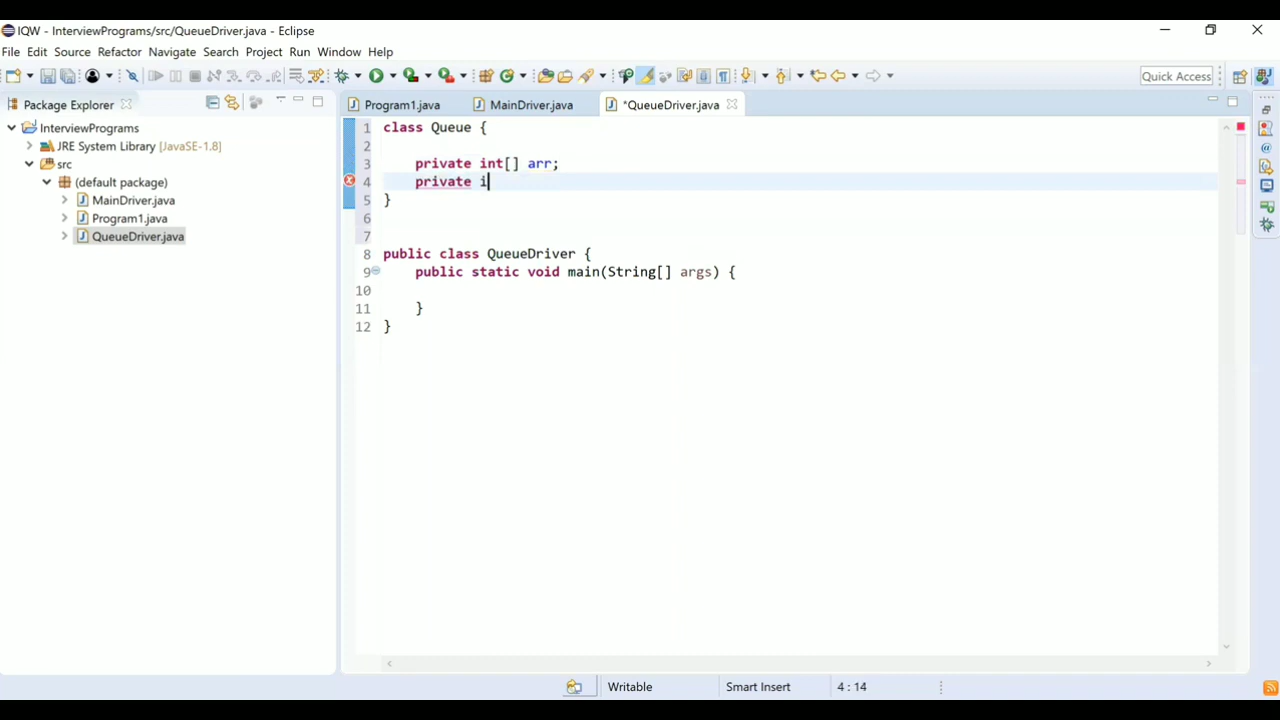 IQW - InterviewPrograms/src/QueueDriver.java - Eclipse
File Edit Source Refactor Navigate Search Project Run Window Help
Quick Access
Package Explorer
Program1.java MainDriver.java *QueueDriver.java
InterviewPrograms
JRE System Library [JavaSE-1.8]
src
(default package)
MainDriver.java
Program1.java
QueueDriver.java
1 class Queue {
2
3 private int[] arr;
4 private i
5 }
6
7
8 public class QueueDriver {
9 public static void main(String[] args) {
10
11 }
12 }
Writable Smart Insert 4 : 14